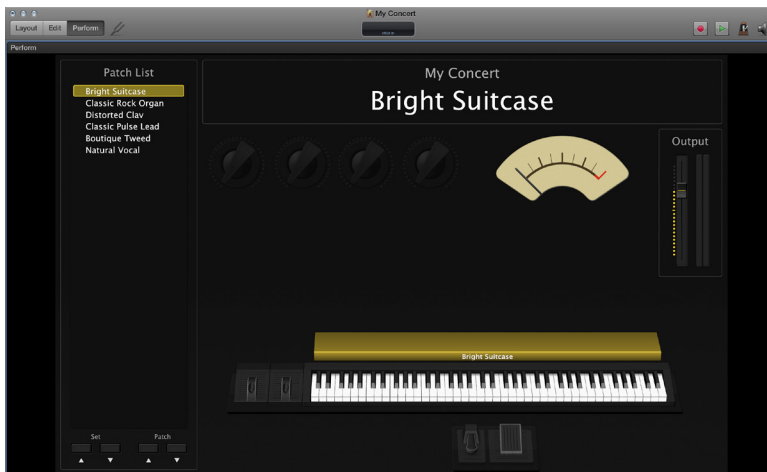 My Concert
Layout Edit Perform
Perform
Patch List
Bright Suitcase
Classic Rock Organ
Distorted Clav
Classic Pulse Lead
Boutique Tweed
Natural Vocal
Set Patch
My Concert
Bright Suitcase
Output
Bright Suitcase